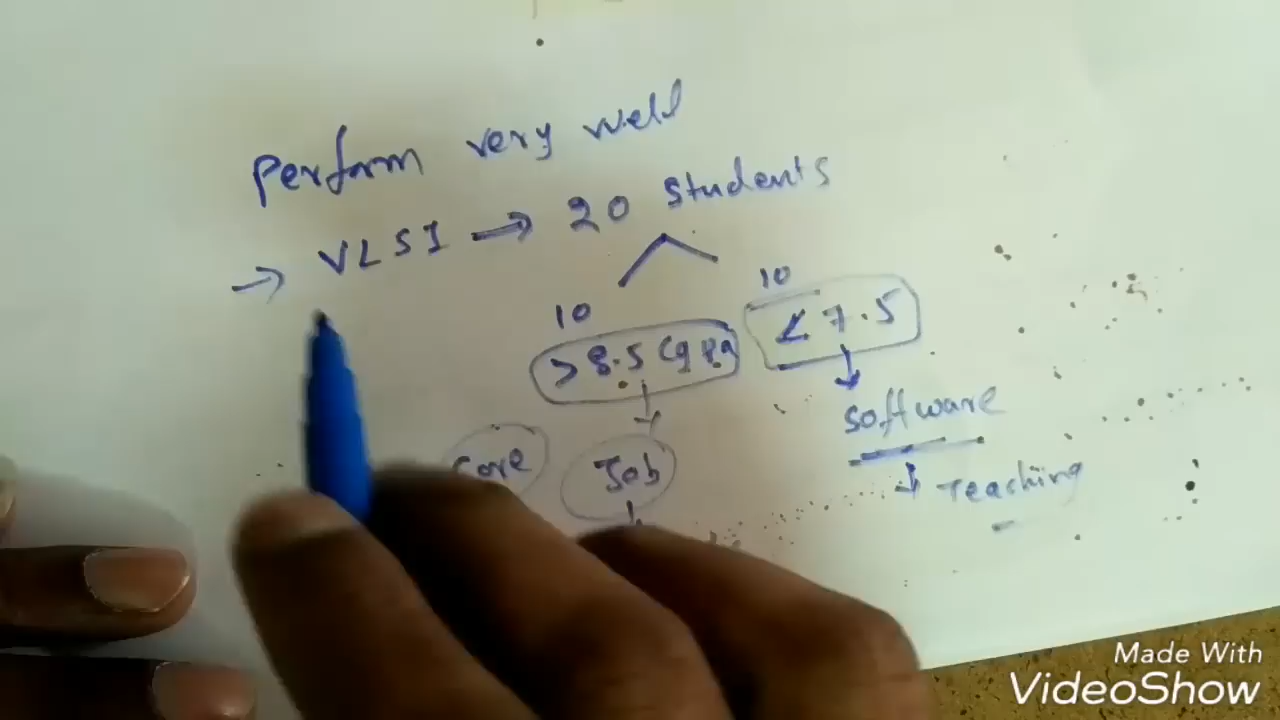 Perform very well
→ VLSI → 20 students
10 10
> 8.5 Cgpa < 7.5
Core Job software
Teaching
Made With
VideoShow